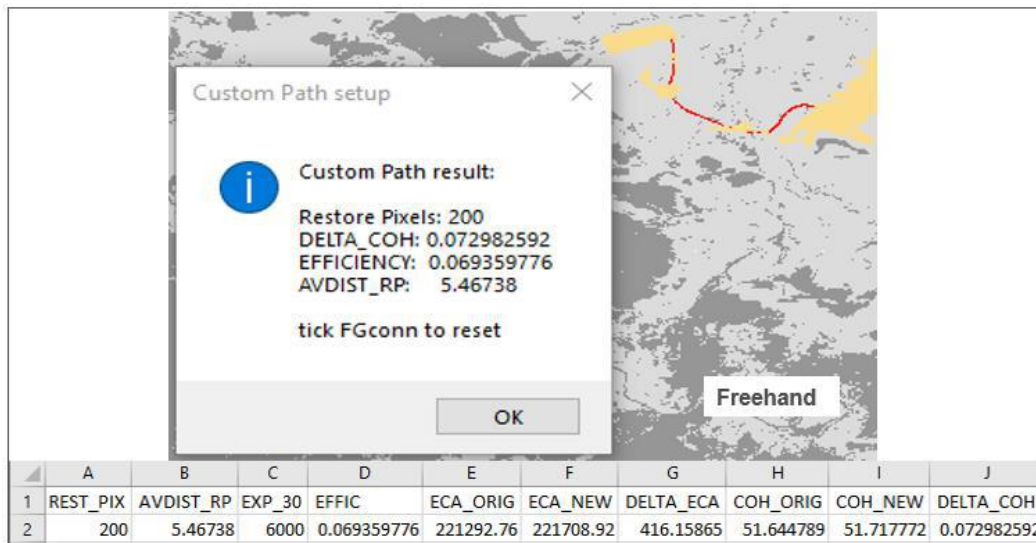 Custom Path setup
Custom Path result:
Restore Pixels: 200
DELTA_COH: 0.072982592
EFFICIENCY: 0.069359776
AVDIST_RP: 5.46738
tick FGconn to reset
OK
Freehand
A B C D E F G H I J
1 REST_PIX AVDIST_RP EXP_30 EFFIC ECA_ORIG ECA_NEW DELTA_ECA COH_ORIG COH_NEW DELTA_COH
2 200 5.46738 6000 0.069359776 221292.76 221708.92 416.15865 51.644789 51.717772 0.072982592